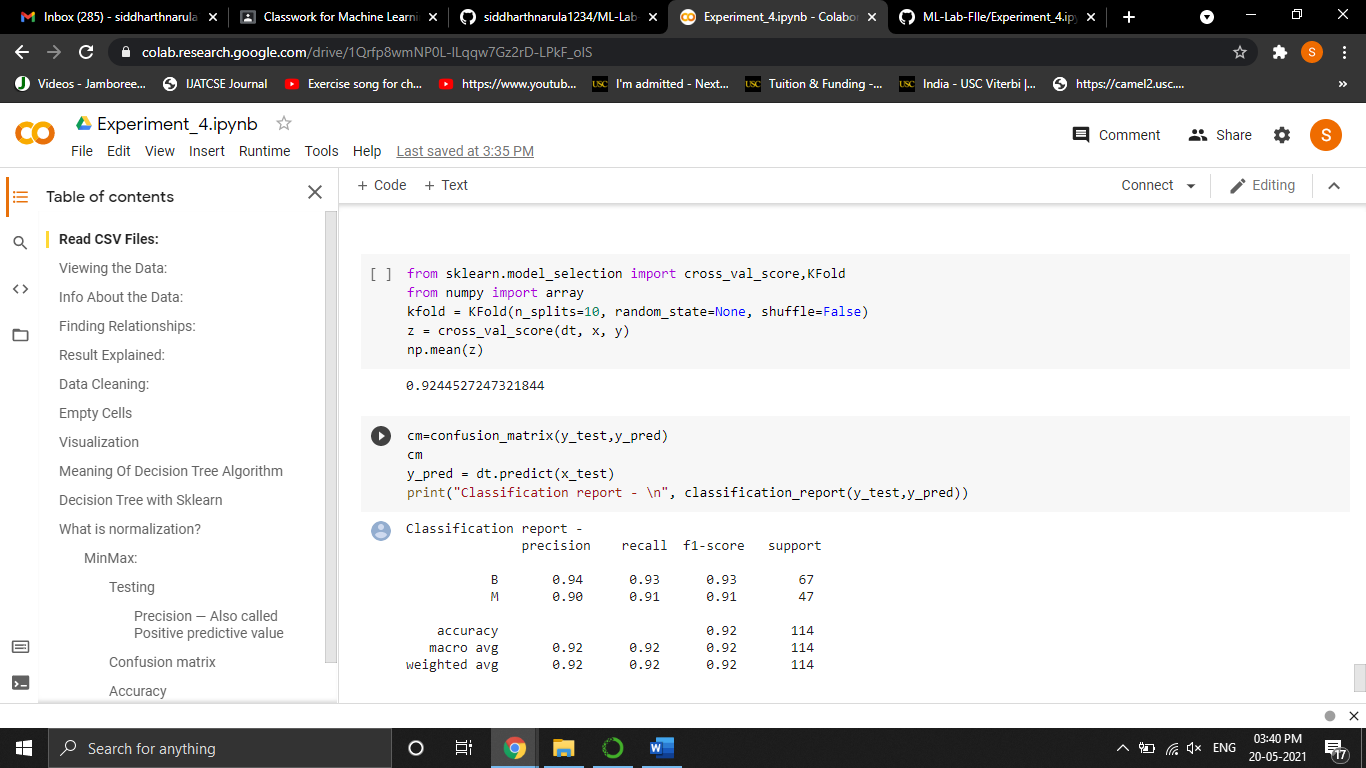 Inbox (285) - siddharthnarula
Classwork for Machine Learni
siddharthnarula1234/ML-Lab
Experiment_4.ipynb - Colabor
ML-Lab-FIle/Experiment_4.ip
colab.research.google.com/drive/1Qrfp8wmNP0L-ILqqw7Gz2rD-LPkF_oIS
S
Videos - Jamboree...
IJATCSE Journal
Exercise song for ch...
https://www.youtub...
USC I'm admitted - Next...
USC Tuition & Funding -...
USC India - USC Viterbi |...
https://camel2.usc....
»
Experiment_4.ipynb
Comment
Share
S
File Edit View Insert Runtime Tools Help Last saved at 3:35 PM
Table of contents
+ Code + Text
Connect
Editing
Read CSV Files:
Viewing the Data:
Info About the Data:
Finding Relationships:
Result Explained:
Data Cleaning:
Empty Cells
Visualization
Meaning Of Decision Tree Algorithm
Decision Tree with Sklearn
What is normalization?
MinMax:
Testing
Precision — Also called
Positive predictive value
Confusion matrix
Accuracy
[ ] from sklearn.model_selection import cross_val_score,KFold
from numpy import array
kfold = KFold(n_splits=10, random_state=None, shuffle=False)
z = cross_val_score(dt, x, y)
np.mean(z)
0.9244527247321844
cm=confusion_matrix(y_test,y_pred)
cm
y_pred = dt.predict(x_test)
print("Classification report - \n", classification_report(y_test,y_pred))
Classification report -
precision recall f1-score support
B 0.94 0.93 0.93 67
M 0.90 0.91 0.91 47
accuracy 0.92 114
macro avg 0.92 0.92 0.92 114
weighted avg 0.92 0.92 0.92 114
Search for anything
ENG
03:40 PM
20-05-2021
17